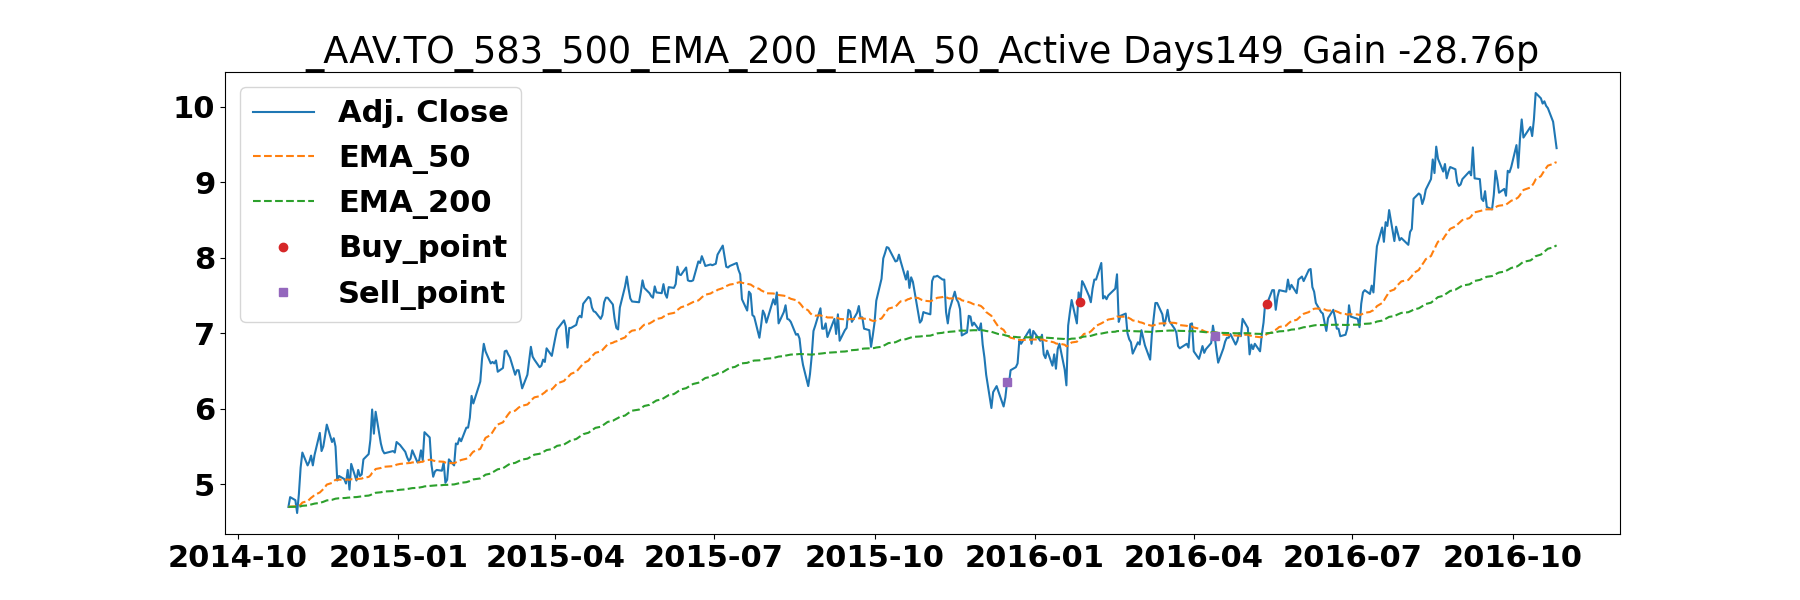 _AAV.TO_583_500_EMA_200_EMA_50_Active Days149_Gain -28.76p
10
9
8
7
6
5
Adj. Close
EMA_50
EMA_200
Buy_point
Sell_point
2014-10 2015-01 2015-04 2015-07 2015-10 2016-01 2016-04 2016-07 2016-10